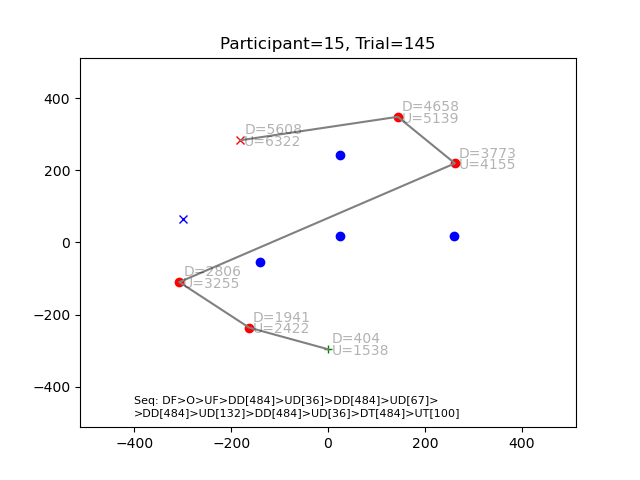 Participant=15, Trial=145
400
200
0
−200
−400
D=4658
U=5139
D=5608
U=6322
D=3773
U=4155
D=2806
U=3255
D=1941
U=2422
D=404
U=1538
Seq: DF>O>UF>DD[484]>UD[36]>DD[484]>UD[67]>
>DD[484]>UD[132]>DD[484]>UD[36]>DT[484]>UT[100]
−400 −200 0 200 400